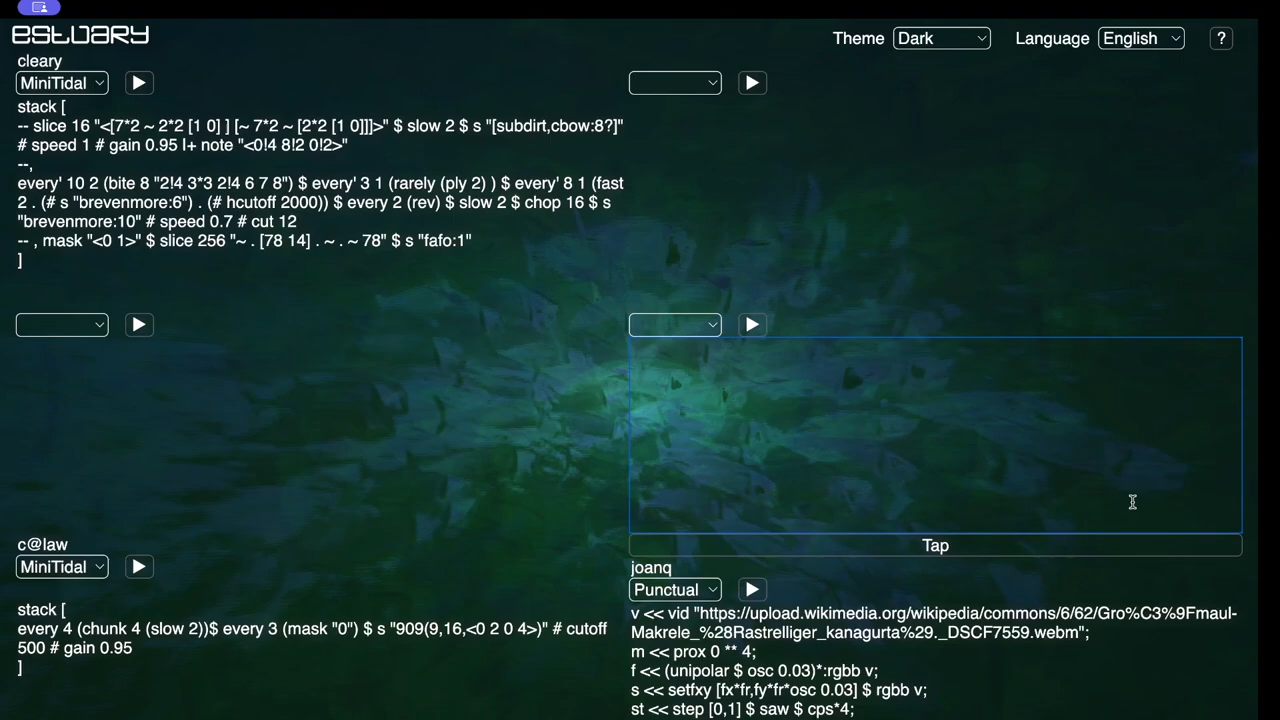 estuary
Theme Dark Language English ?
cleary
MiniTidal
stack [
-- slice 16 "<[7*2 ~ 2*2 [1 0] ] [~ 7*2 ~ [2*2 [1 0]]]>" $ slow 2 $ s "[subdirt,cbow:8?]"
# speed 1 # gain 0.95 |+ note "<0!4 8!2 0!2>"
--,
every' 10 2 (bite 8 "2!4 3*3 2!4 6 7 8") $ every' 3 1 (rarely (ply 2) ) $ every' 8 1 (fast
2 . (# s "brevenmore:6") . (# hcutoff 2000)) $ every 2 (rev) $ slow 2 $ chop 16 $ s
"brevenmore:10" # speed 0.7 # cut 12
-- , mask "<0 1>" $ slice 256 "~ . [78 14] . ~ . ~ 78" $ s "fafo:1"
]
c@law
MiniTidal
stack [
every 4 (chunk 4 (slow 2))$ every 3 (mask "0") $ s "909(9,16,<0 2 0 4>)" # cutoff
500 # gain 0.95
]
Tap
joanq
Punctual
v << vid "https://upload.wikimedia.org/wikipedia/commons/6/62/Gro%C3%9Fmaul-
Makrele_%28Rastrelliger_kanagurta%29._DSCF7559.webm";
m << prox 0 ** 4;
f << (unipolar $ osc 0.03)*:rgbb v;
s << setfxy [fx*fr,fy*fr*osc 0.03] $ rgbb v;
st << step [0,1] $ saw $ cps*4;